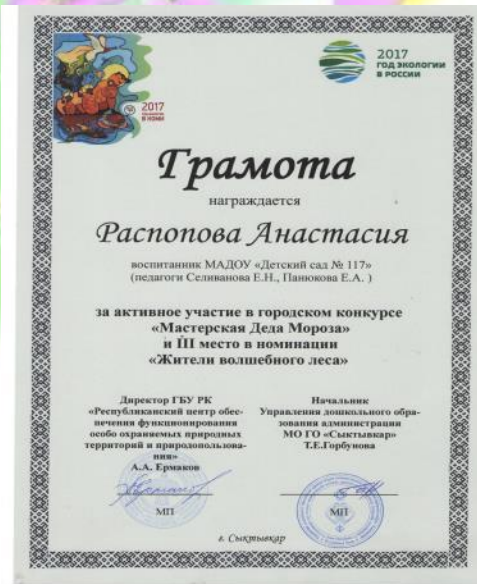 2017
ГОД ЭКОЛОГИИ
В РОССИИ
2017
В КОМИ
Грамота
награждается
Распопова Анастасия
воспитанник МАДОУ «Детский сад № 117»
(педагоги Селиванова Е.Н., Панюкова Е.А. )
за активное участие в городском конкурсе
«Мастерская Деда Мороза»
и III место в номинации
«Жители волшебного леса»
Директор ГБУ РК
«Республиканский центр обес-
печения функционирования
особо охраняемых природных
территорий и природопользова-
ния»
А.А. Ермаков
МП
Начальник
Управления дошкольного обра-
зования администрации
МО ГО «Сыктывкар»
Т.Е.Горбунова
МП
г. Сыктывкар